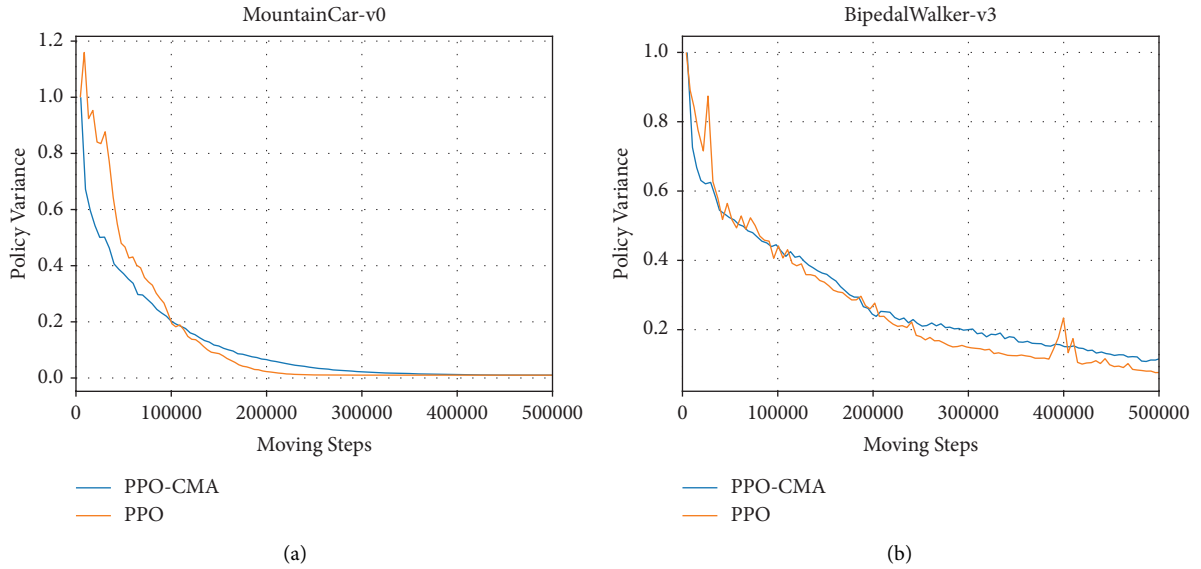 MountainCar-v0
1.2
1.0
0.8
0.6
0.4
0.2
0.0
Policy Variance
0 100000 200000 300000 400000 500000
Moving Steps
PPO-CMA
PPO
(a)
BipedalWalker-v3
1.0
0.8
0.6
0.4
0.2
Policy Variance
0 100000 200000 300000 400000 500000
Moving Steps
PPO-CMA
PPO
(b)